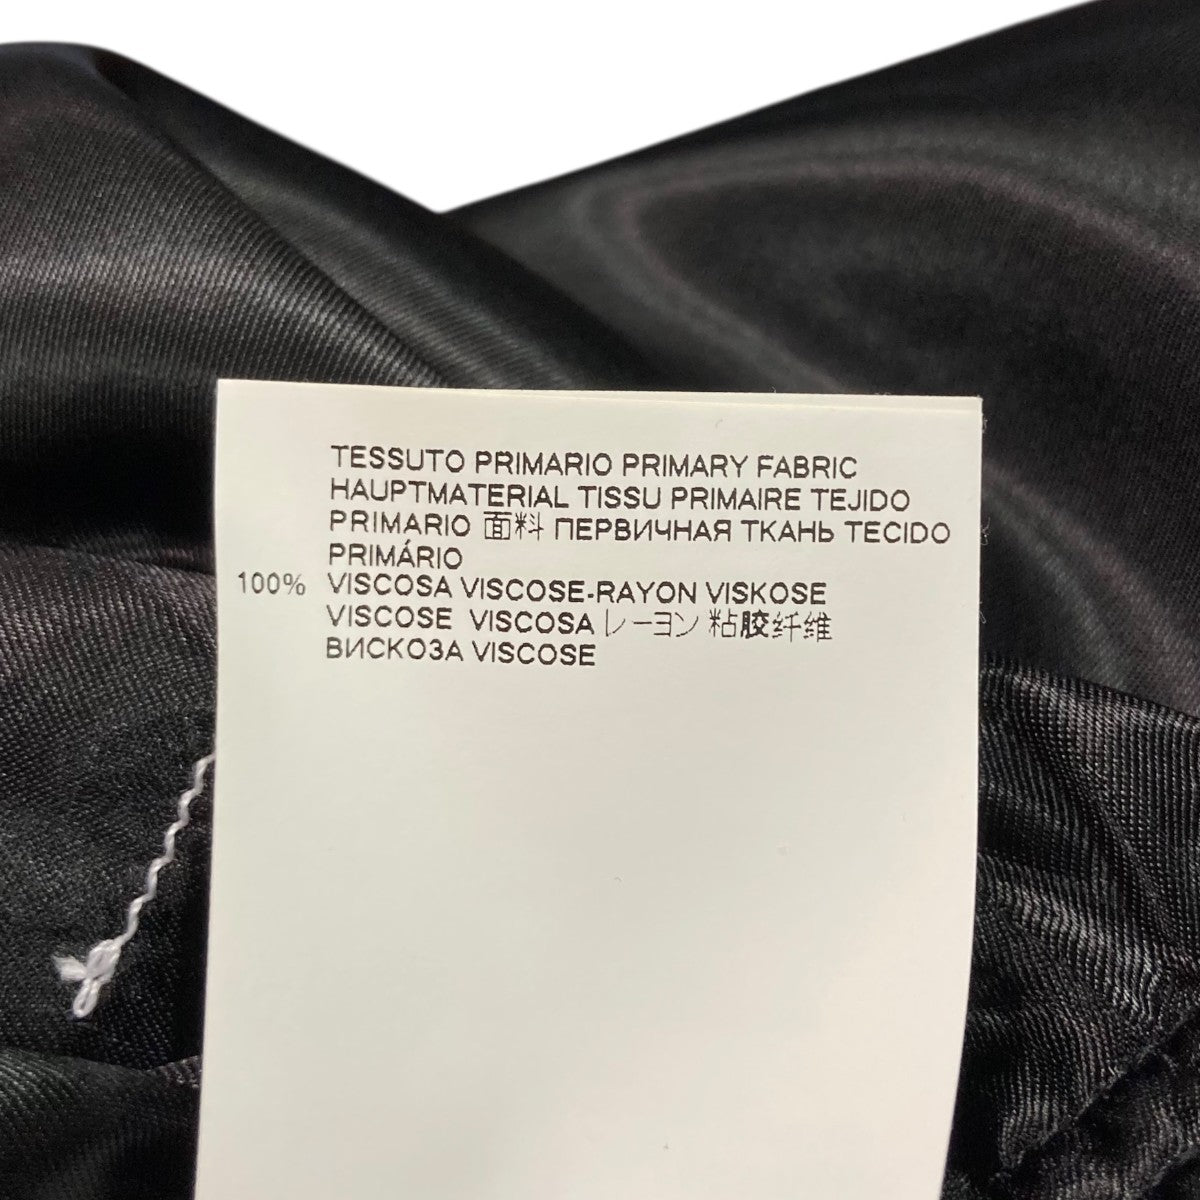 TESSUTO PRIMARIO PRIMARY FABRIC
HAUPTMATERIAL TISSU PRIMAIRE TEJIDO
PRIMARIO 面料 ПЕРВИЧНАЯ ТКАНЬ TECIDO
PRIMÁRIO
100% VISCOSA VISCOSE-RAYON VISKOSE
VISCOSE VISCOSA レーヨン 粘胶纤维
ВИСКОЗА VISCOSE